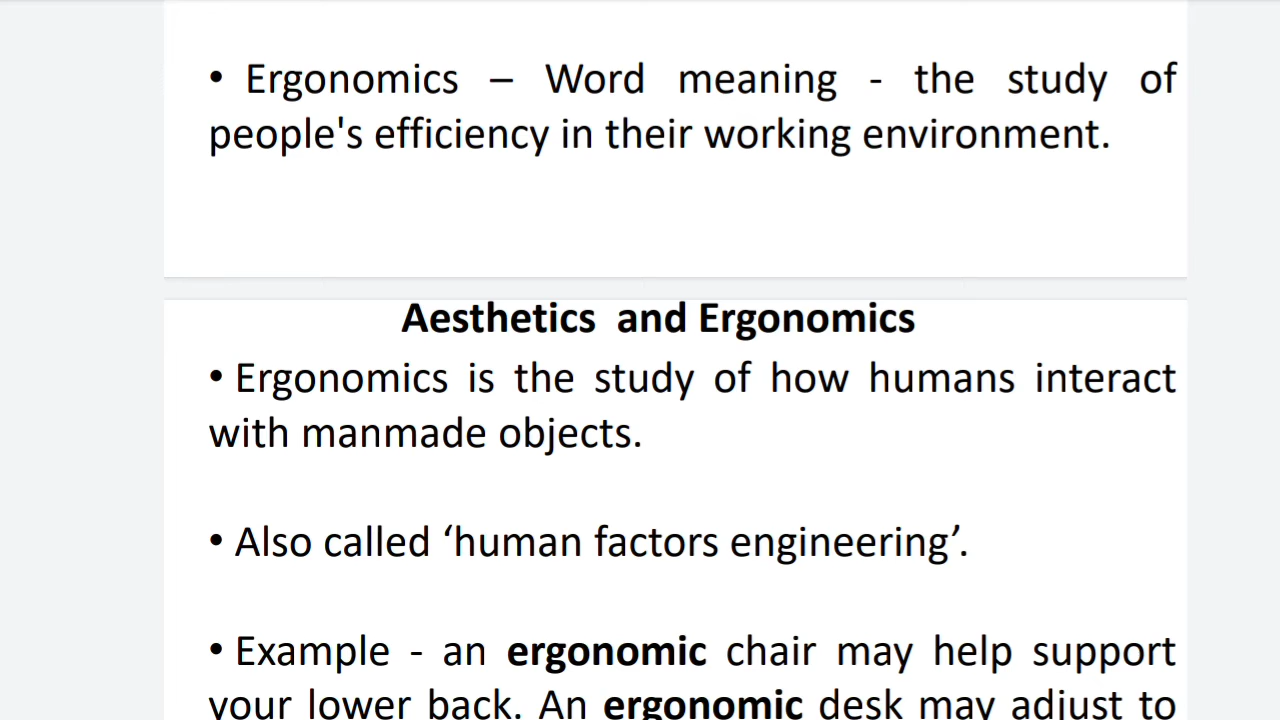 • Ergonomics – Word meaning - the study of
people's efficiency in their working environment.
Aesthetics and Ergonomics
• Ergonomics is the study of how humans interact
with manmade objects.
• Also called ‘human factors engineering’.
• Example - an ergonomic chair may help support
your lower back. An ergonomic desk may adjust to